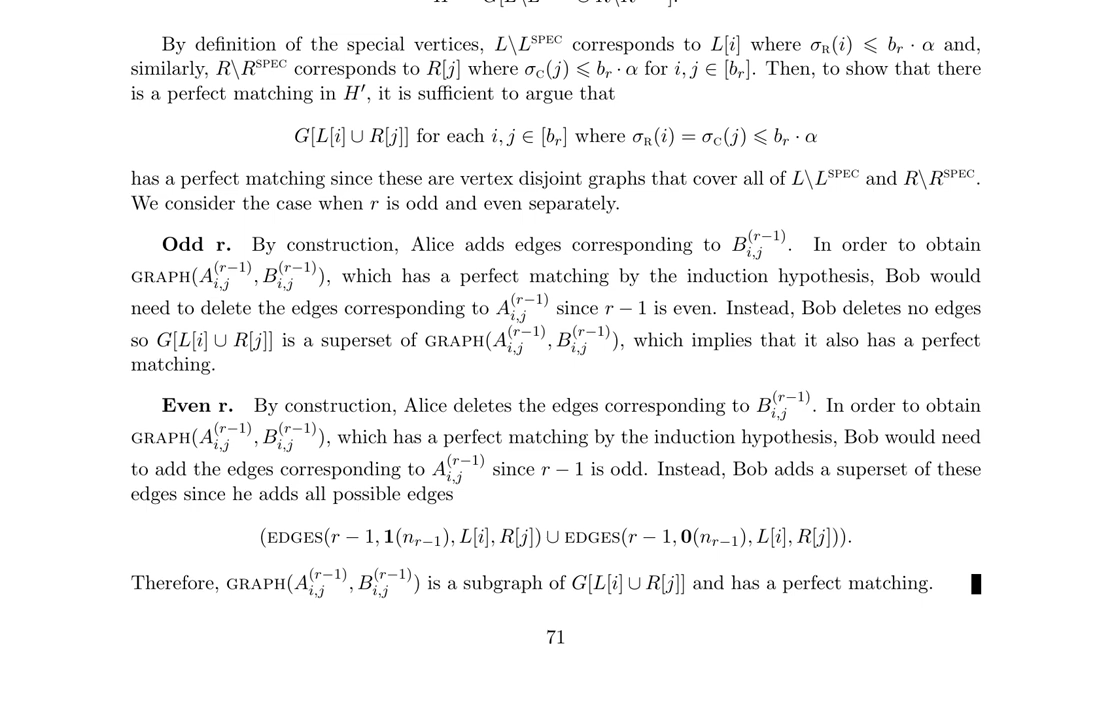 By definition of the special vertices, L\L^SPEC corresponds to L[i] where σ_R(i) ⩽ b_r · α and,
similarly, R\R^SPEC corresponds to R[j] where σ_C(j) ⩽ b_r · α for i, j ∈ [b_r]. Then, to show that there
is a perfect matching in H′, it is sufficient to argue that
G[L[i] ∪ R[j]] for each i, j ∈ [b_r] where σ_R(i) = σ_C(j) ⩽ b_r · α
has a perfect matching since these are vertex disjoint graphs that cover all of L\L^SPEC and R\R^SPEC.
We consider the case when r is odd and even separately.
Odd r. By construction, Alice adds edges corresponding to B_{i,j}^{(r−1)}. In order to obtain
GRAPH(A_{i,j}^{(r−1)}, B_{i,j}^{(r−1)}), which has a perfect matching by the induction hypothesis, Bob would
need to delete the edges corresponding to A_{i,j}^{(r−1)} since r − 1 is even. Instead, Bob deletes no edges
so G[L[i] ∪ R[j]] is a superset of GRAPH(A_{i,j}^{(r−1)}, B_{i,j}^{(r−1)}), which implies that it also has a perfect
matching.
Even r. By construction, Alice deletes the edges corresponding to B_{i,j}^{(r−1)}. In order to obtain
GRAPH(A_{i,j}^{(r−1)}, B_{i,j}^{(r−1)}), which has a perfect matching by the induction hypothesis, Bob would need
to add the edges corresponding to A_{i,j}^{(r−1)} since r − 1 is odd. Instead, Bob adds a superset of these
edges since he adds all possible edges
(EDGES(r − 1, 1(n_{r−1}), L[i], R[j]) ∪ EDGES(r − 1, 0(n_{r−1}), L[i], R[j])).
Therefore, GRAPH(A_{i,j}^{(r−1)}, B_{i,j}^{(r−1)}) is a subgraph of G[L[i] ∪ R[j]] and has a perfect matching.
71